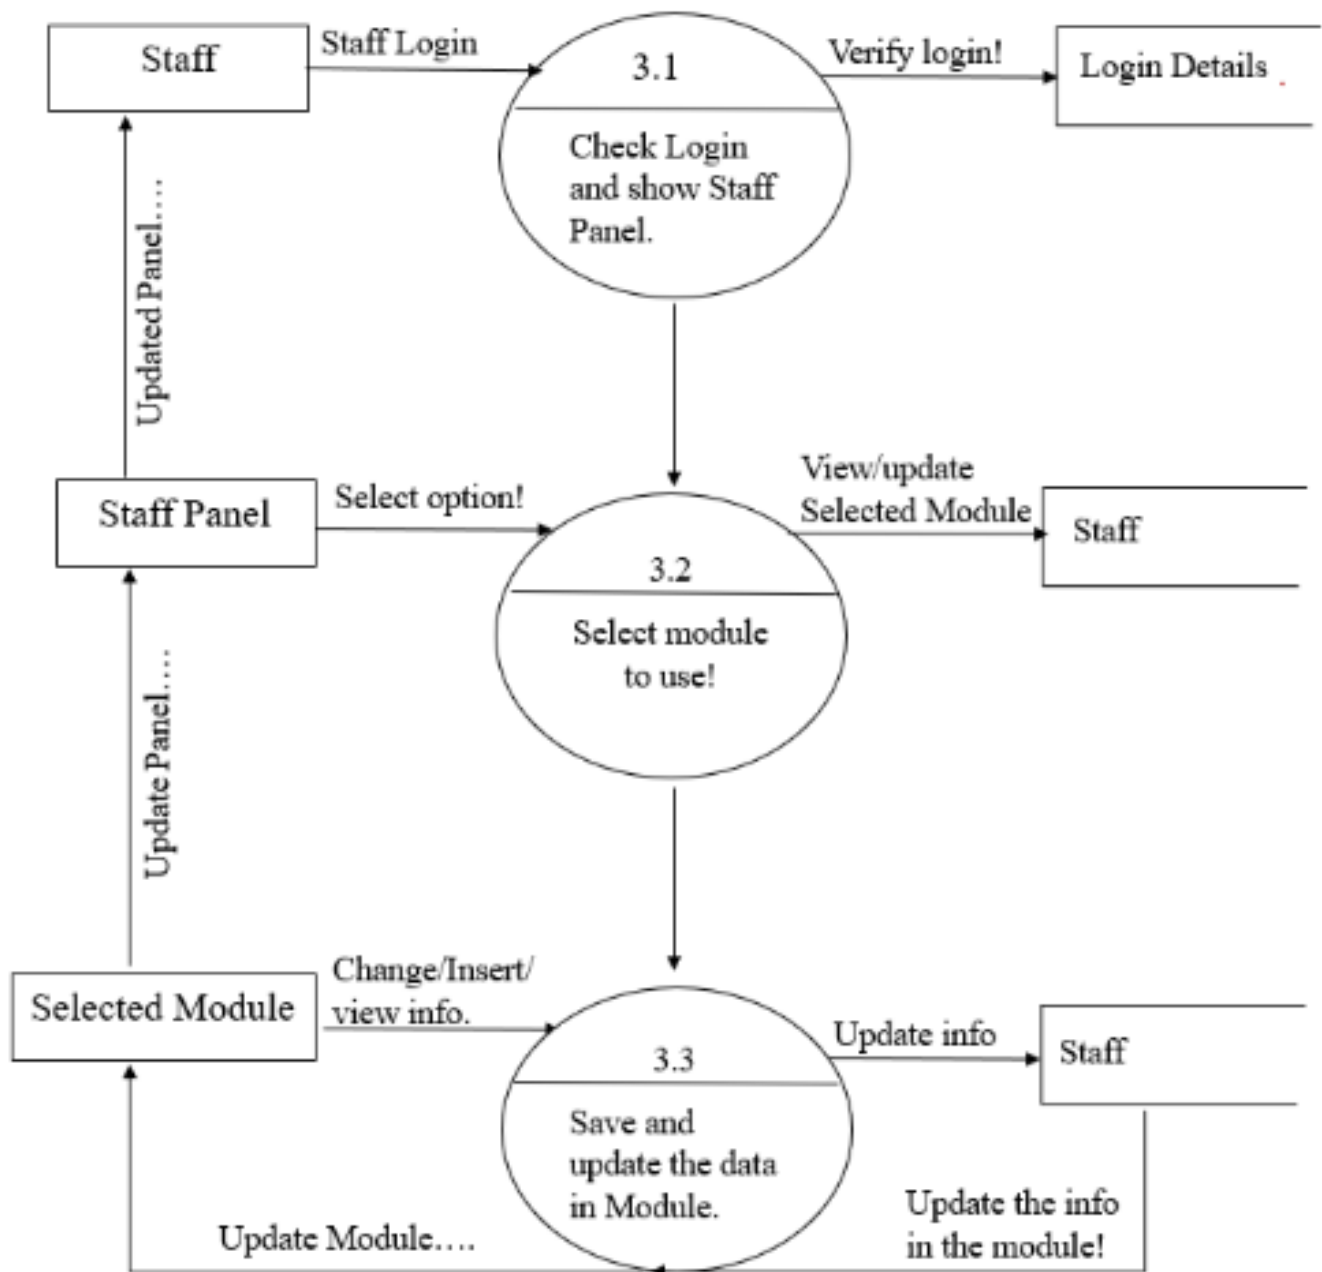 Staff
Staff Login
3.1
Verify login!
Login Details
Check Login
and show Staff
Panel.
Updated Panel....
Staff Panel
Select option!
View/update
Selected Module
Staff
3.2
Select module
to use!
Update Panel....
Selected Module
Change/Insert/
view info.
3.3
Update info
Staff
Save and
update the data
in Module.
Update the info
in the module!
Update Module....